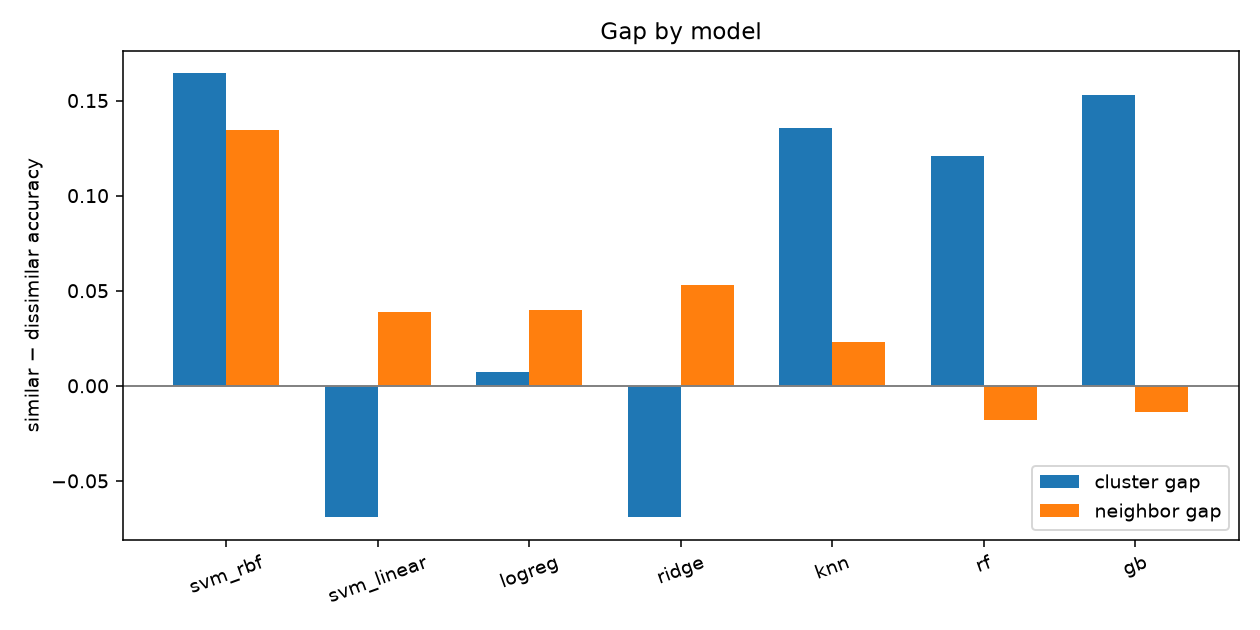 Gap by model
similar − dissimilar accuracy
0.15
0.10
0.05
0.00
−0.05
svm_rbf
svm_linear
logreg
ridge
knn
rf
gb
cluster gap
neighbor gap